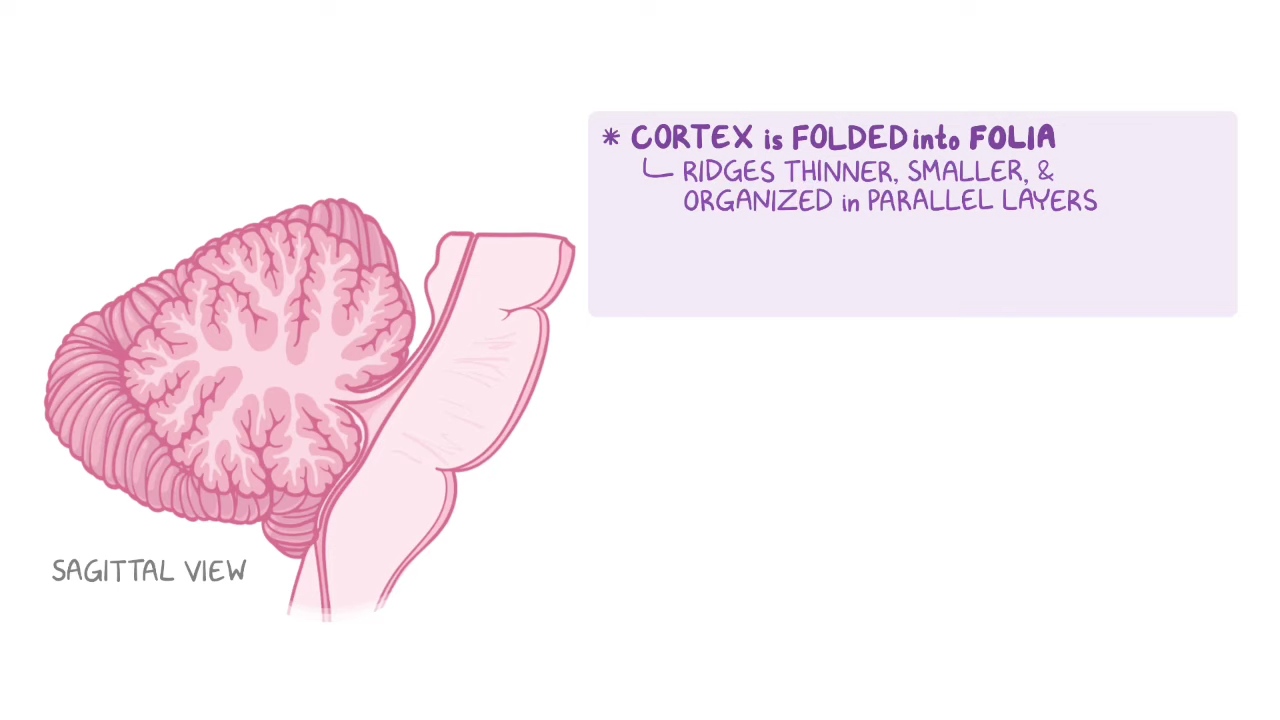 * CORTEX is FOLDED into FOLIA
RIDGES THINNER, SMALLER, &
ORGANIZED in PARALLEL LAYERS
SAGITTAL VIEW